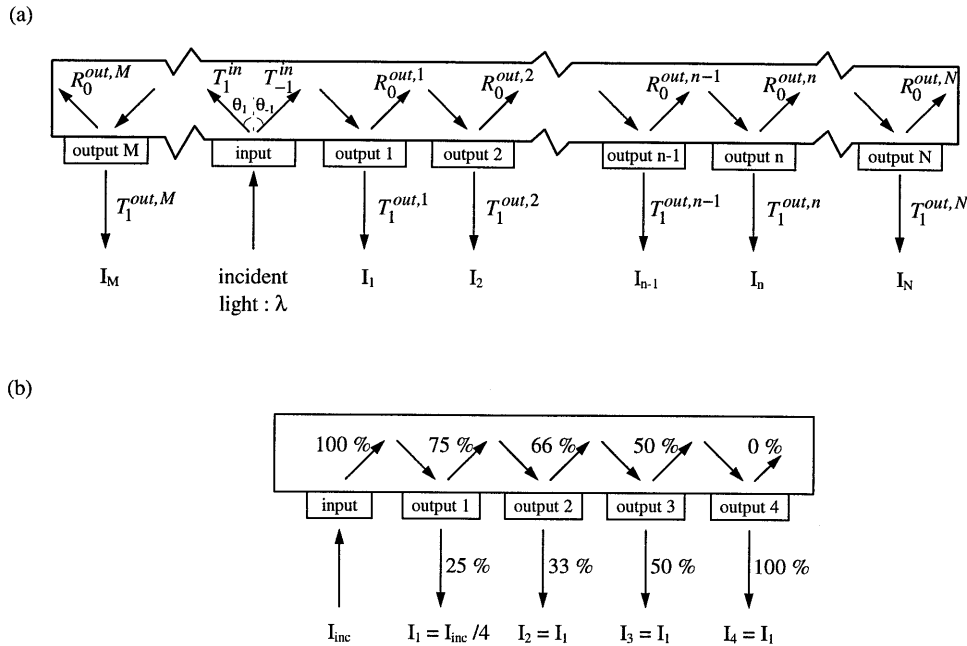 (a)
R_0^{out,M} T_1^{in} T_{-1}^{in} R_0^{out,1} R_0^{out,2} R_0^{out,n-1} R_0^{out,n} R_0^{out,N}
θ_1 θ_{-1}
output M input output 1 output 2 output n-1 output n output N
T_1^{out,M} T_1^{out,1} T_1^{out,2} T_1^{out,n-1} T_1^{out,n} T_1^{out,N}
I_M incident I_1 I_2 I_{n-1} I_n I_N
light : λ
(b)
100 % 75 % 66 % 50 % 0 %
input output 1 output 2 output 3 output 4
25 % 33 % 50 % 100 %
I_{inc} I_1 = I_{inc} /4 I_2 = I_1 I_3 = I_1 I_4 = I_1